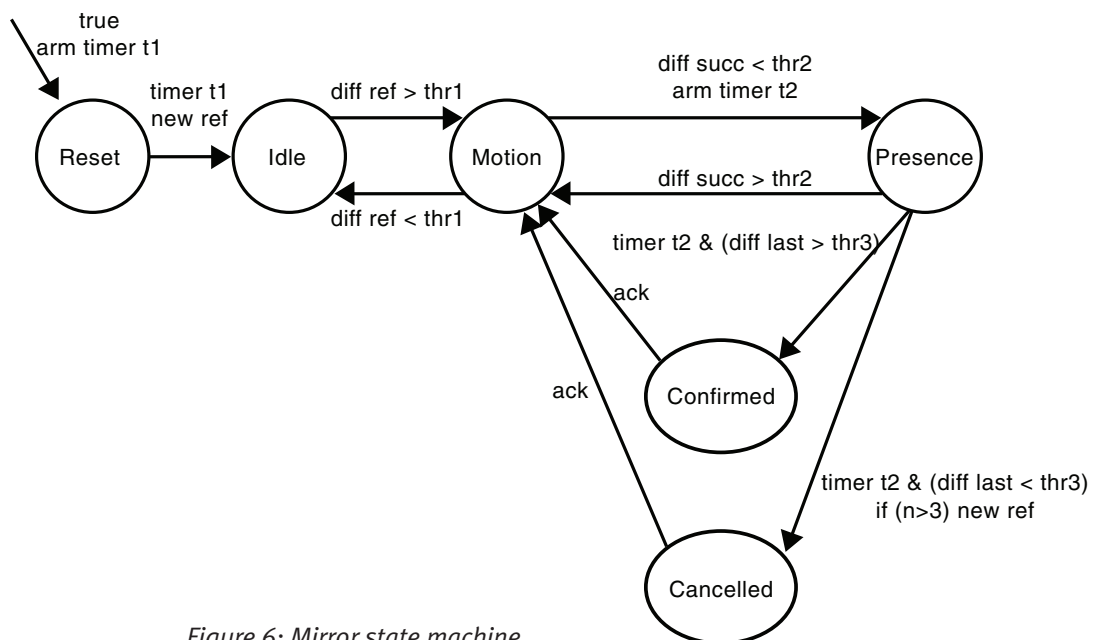 true
arm timer t1
timer t1
new ref
diff ref > thr1
diff succ < thr2
arm timer t2
Reset
Idle
Motion
Presence
diff ref < thr1
diff succ > thr2
timer t2 & (diff last > thr3)
ack
ack
Confirmed
timer t2 & (diff last < thr3)
if (n>3) new ref
Cancelled
Figure 6: Mirror state machine